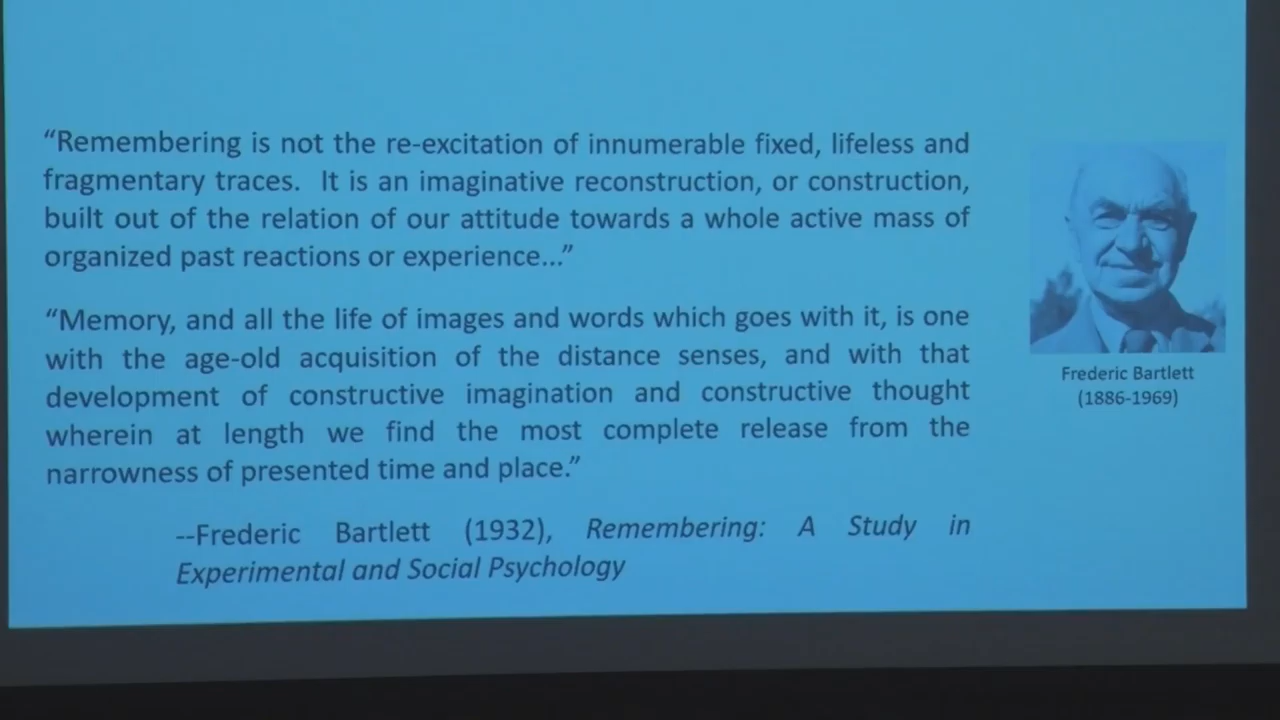 “Remembering is not the re-excitation of innumerable fixed, lifeless and
fragmentary traces.  It is an imaginative reconstruction, or construction,
built out of the relation of our attitude towards a whole active mass of
organized past reactions or experience...”
“Memory, and all the life of images and words which goes with it, is one
with the age-old acquisition of the distance senses, and with that
development of constructive imagination and constructive thought
wherein at length we find the most complete release from the
narrowness of presented time and place.”
--Frederic Bartlett (1932), Remembering: A Study in
Experimental and Social Psychology
Frederic Bartlett
(1886-1969)